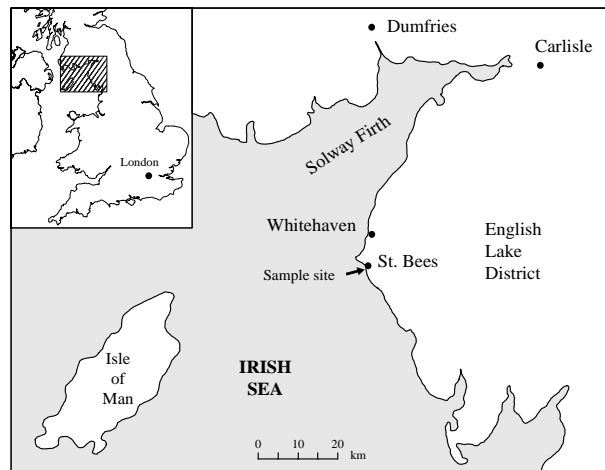 Dumfries
Carlisle
London
Solway Firth
Whitehaven
English
Lake
District
St. Bees
Sample site
Isle
of
Man
IRISH
SEA
0 10 20
km